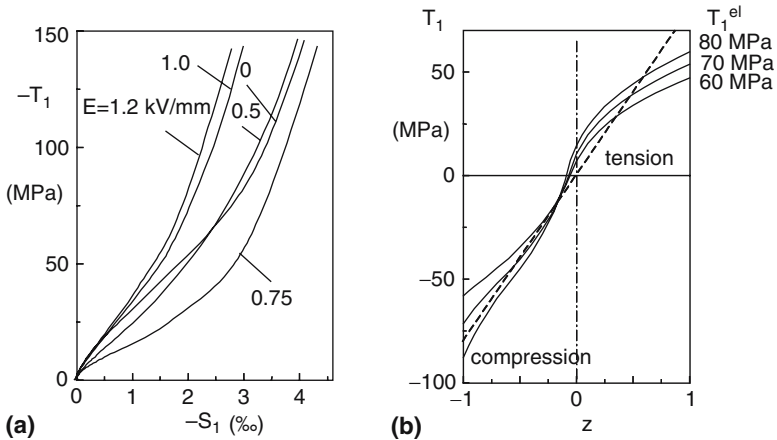 150
–T₁
100
(MPa)
50
0
E=1.2 kV/mm
1.0
0
0.5
0.75
0 1 2 3 4
–S₁ (‰)
(a)
T₁
T₁ᵉˡ
80 MPa
70 MPa
60 MPa
50
(MPa)
tension
0
–50
compression
–100
–1 0 1
z
(b)